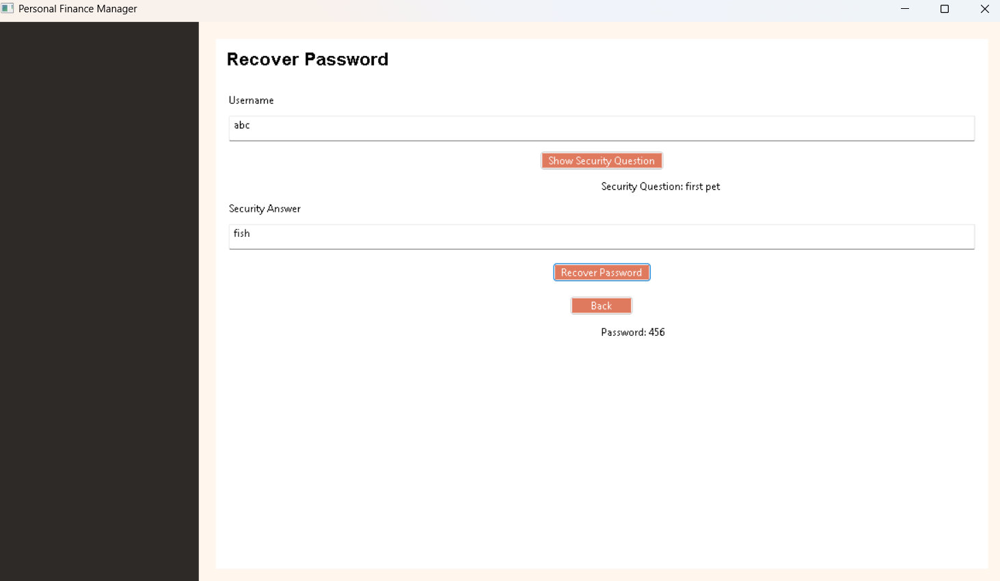 Personal Finance Manager
Recover Password
Username
abc
Show Security Question
Security Question: first pet
Security Answer
fish
Recover Password
Back
Password: 456